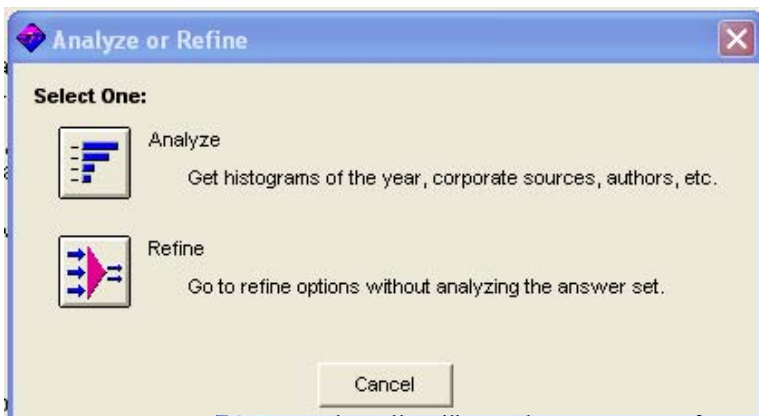 Analyze or Refine
Select One:
Analyze
Get histograms of the year, corporate sources, authors, etc.
Refine
Go to refine options without analyzing the answer set.
Cancel